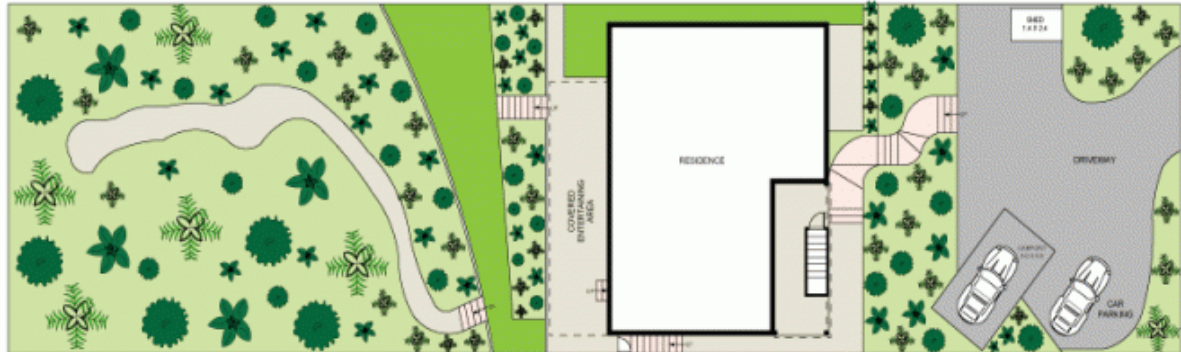 SHED
RESIDENCE
DRIVEWAY
COVERED
ENTERTAINING
AREA
CAR
PARKING